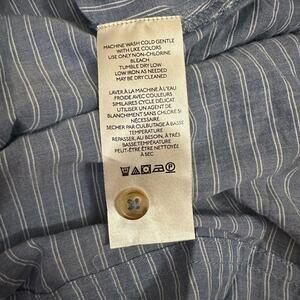 MACHINE WASH COLD GENTLE
WITH LIKE COLORS
USE ONLY NON-CHLORINE
BLEACH
TUMBLE DRY LOW
LOW IRON AS NEEDED
MAY BE DRY CLEANED
LAVER À LA MACHINE À L'EAU
FROIDE AVEC COULEURS
SIMILAIRES CYCLE DÉLICAT
UTILISER UN AGENT DE
BLANCHIMENT SANS CHLORE SI
NÉCESSAIRE
SÉCHER PAR CULBUTAGE À BASSE
TEMPÉRATURE
REPASSER, AU BESOIN, À TRÈS
BASSE TEMPÉRATURE
PEUT-ÊTRE ÊTRE NETTOYÉ
À SEC